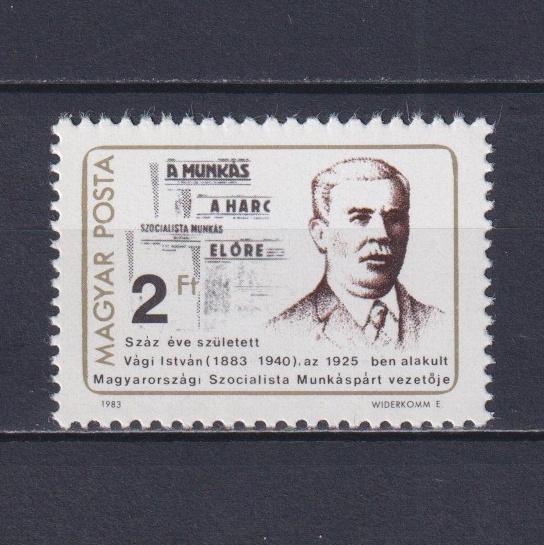 MAGYAR POSTA
A MUNKÁS
A HARC
SZOCIALISTA MUNKÁS
ELŐRE
2 Ft
Száz éve született
Vági István (1883 1940), az 1925 ben alakult
Magyarországi Szocialista Munkáspárt vezetője
1983
WIDERKOMM E.